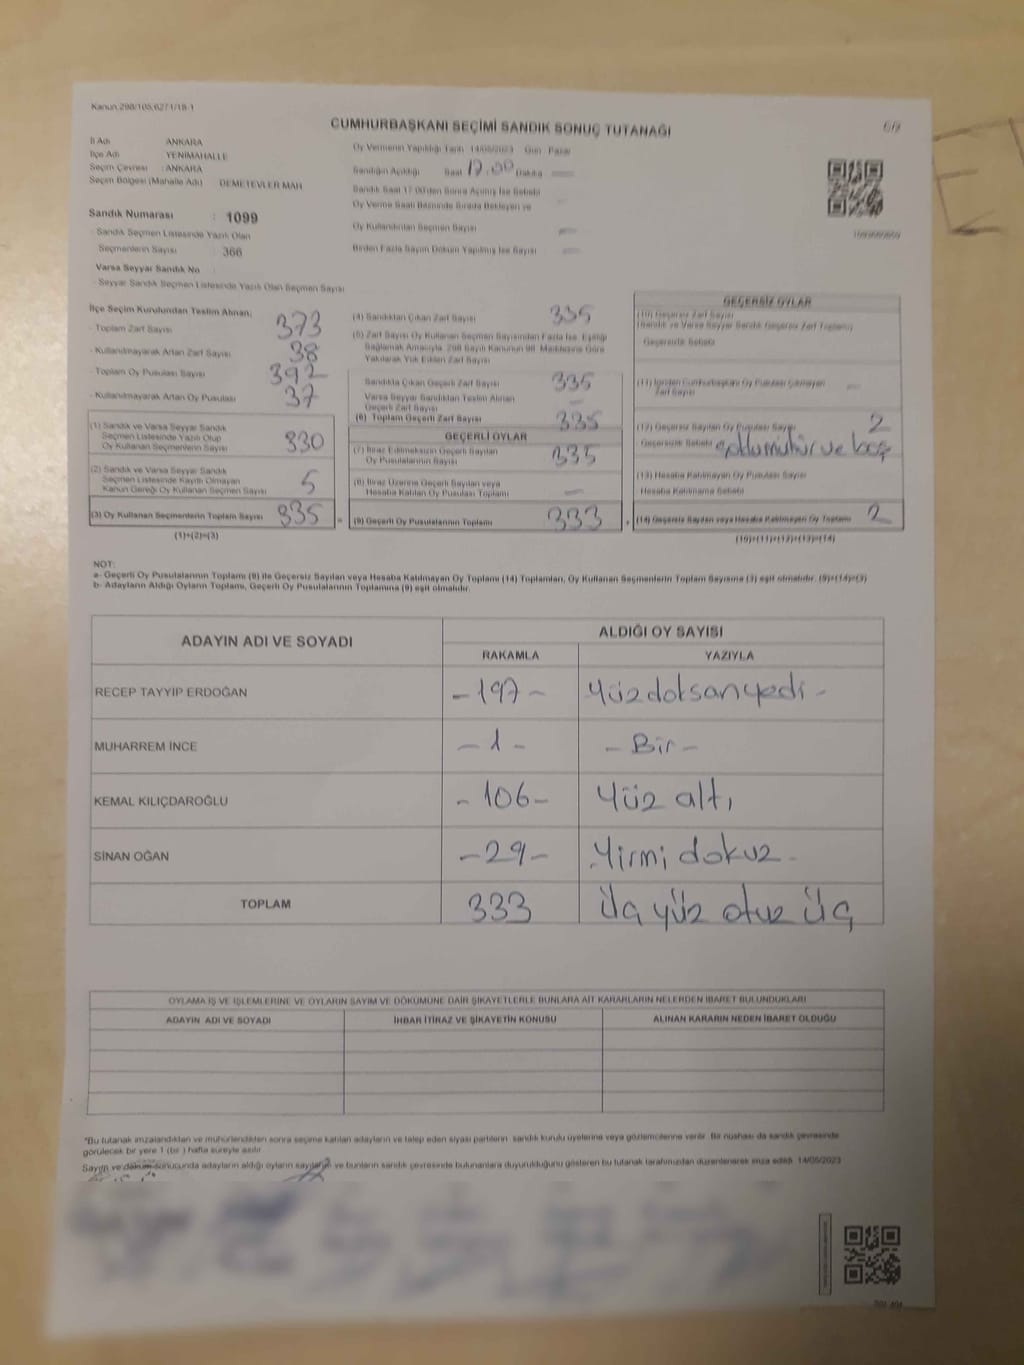 Kanun 298/105,6271/18-1
CUMHURBAŞKANI SEÇİMİ SANDIK SONUÇ TUTANAĞI
İl Adı ANKARA
İlçe Adı YENİMAHALLE
Seçim Çevresi : ANKARA
Seçim Bölgesi (Mahalle Adı) DEMETEVLER MAH
Sandık Numarası : 1099
Sandık Seçmen Listesinde Yazılı Olan
Seçmenlerin Sayısı : 366
Varsa Seyyar Sandık No
Seyyar Sandık Seçmen Listesinde Yazılı Olan Seçmen Sayısı
Oy Vermenin Yapıldığı Tarih 14/05/2023 Gün Pazar
Sandığın Açıldığı Saat 17.00 Dakika
Sandık Saat 17:00'den Sonra Açılmış İse Sebebi
Oy Verme Saati Bitiminde Sırada Bekleyen ve
Oy Kullandırılan Seçmen Sayısı
Birden Fazla Sayım Döküm Yapılmış İse Sayısı
İlçe Seçim Kurulundan Teslim Alınan;
- Toplam Zarf Sayısı 373
- Kullanılmayarak Artan Zarf Sayısı 38
- Toplam Oy Pusulası Sayısı 392
- Kullanılmayarak Artan Oy Pusulası 37
(1) Sandık ve Varsa Seyyar Sandık
Seçmen Listesinde Yazılı Olup
Oy Kullanan Seçmenlerin Sayısı 330
(2) Sandık ve Varsa Seyyar Sandık
Seçmen Listesinde Kayıtlı Olmayan
Kanun Gereği Oy Kullanan Seçmen Sayısı 5
(3) Oy Kullanan Seçmenlerin Toplam Sayısı 335
(1)+(2)=(3)
(4) Sandıktan Çıkan Zarf Sayısı 335
(5) Zarf Sayısı Oy Kullanan Seçmen Sayısından Fazla İse, Eşitliği
Sağlamak Amacıyla, 298 Sayılı Kanunun 98. Maddesine Göre
Yakılarak Yok Edilen Zarf Sayısı
Sandıkta Çıkan Geçerli Zarf Sayısı 335
Varsa Seyyar Sandıktan Teslim Alınan
Geçerli Zarf Sayısı
(6) Toplam Geçerli Zarf Sayısı 335
GEÇERLİ OYLAR
(7) İtiraz Edilmeksizin Geçerli Sayılan
Oy Pusulalarının Sayısı 335
(8) İtiraz Üzerine Geçerli Sayılan veya
Hesaba Katılan Oy Pusulası Toplamı
= (9) Geçerli Oy Pusulalarının Toplamı 333
GEÇERSİZ OYLAR
(10) Geçersiz Zarf Sayısı
(Sandık ve Varsa Seyyar Sandık Geçersiz Zarf Toplamı)
Geçersizlik Sebebi
(11) İçinden Cumhurbaşkanı Oy Pusulası Çıkmayan
Zarf Sayısı
(12) Geçersiz Sayılan Oy Pusulası Sayısı 2
Geçersizlik Sebebi ve boş
(13) Hesaba Katılmayan Oy Pusulası Sayısı
Hesaba Katılmama Sebebi
+ (14) Geçersiz Sayılan veya Hesaba Katılmayan Oy Toplamı 2
(10)+(11)+(12)+(13)=(14)
NOT:
a- Geçerli Oy Pusulalarının Toplamı (9) ile Geçersiz Sayılan veya Hesaba Katılmayan Oy Toplamı (14) Toplamları, Oy Kullanan Seçmenlerin Toplam Sayısına (3) eşit olmalıdır. (9)+(14)=(3)
b- Adayların Aldığı Oyların Toplamı, Geçerli Oy Pusulalarının Toplamına (9) eşit olmalıdır.
ADAYIN ADI VE SOYADI ALDIĞI OY SAYISI
RAKAMLA YAZIYLA
RECEP TAYYİP ERDOĞAN -197- Yüzdoksanyedi-
MUHARREM İNCE -1- -Bir-
KEMAL KILIÇDAROĞLU -106- Yüz altı
SİNAN OĞAN -29- Yirmi dokuz-
TOPLAM 333 Üç yüz otuz üç
OYLAMA İŞ VE İŞLEMLERİNE VE OYLARIN SAYIM VE DÖKÜMÜNE DAİR ŞİKAYETLERLE BUNLARA AİT KARARLARIN NELERDEN İBARET BULUNDUKLARI
ADAYIN ADI VE SOYADI İHBAR İTİRAZ VE ŞİKAYETİN KONUSU ALINAN KARARIN NEDEN İBARET OLDUĞU
*Bu tutanak imzalandıktan ve mühürlendikten sonra seçime katılan adayların ve talep eden siyasi partilerin sandık kurulu üyelerine veya gözlemcilerine verilir. Bir nüshası da sandık çevresinde
görülecek bir yere 1 (bir) hafta süreyle asılır.
Sayım ve döküm sonucunda adayların aldığı oyların sayılarını ve bunların sandık çevresinde bulunanlara duyurulduğunu gösteren bu tutanak tarafımızdan düzenlenerek imza edildi. 14/05/2023